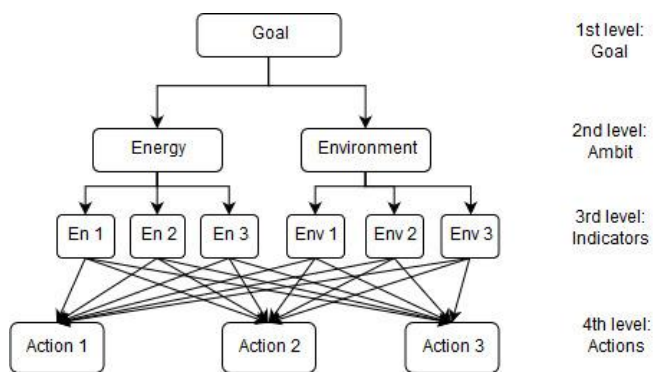 Goal
1st level:
Goal
Energy
Environment
2nd level:
Ambit
En 1
En 2
En 3
Env 1
Env 2
Env 3
3rd level:
Indicators
Action 1
Action 2
Action 3
4th level:
Actions